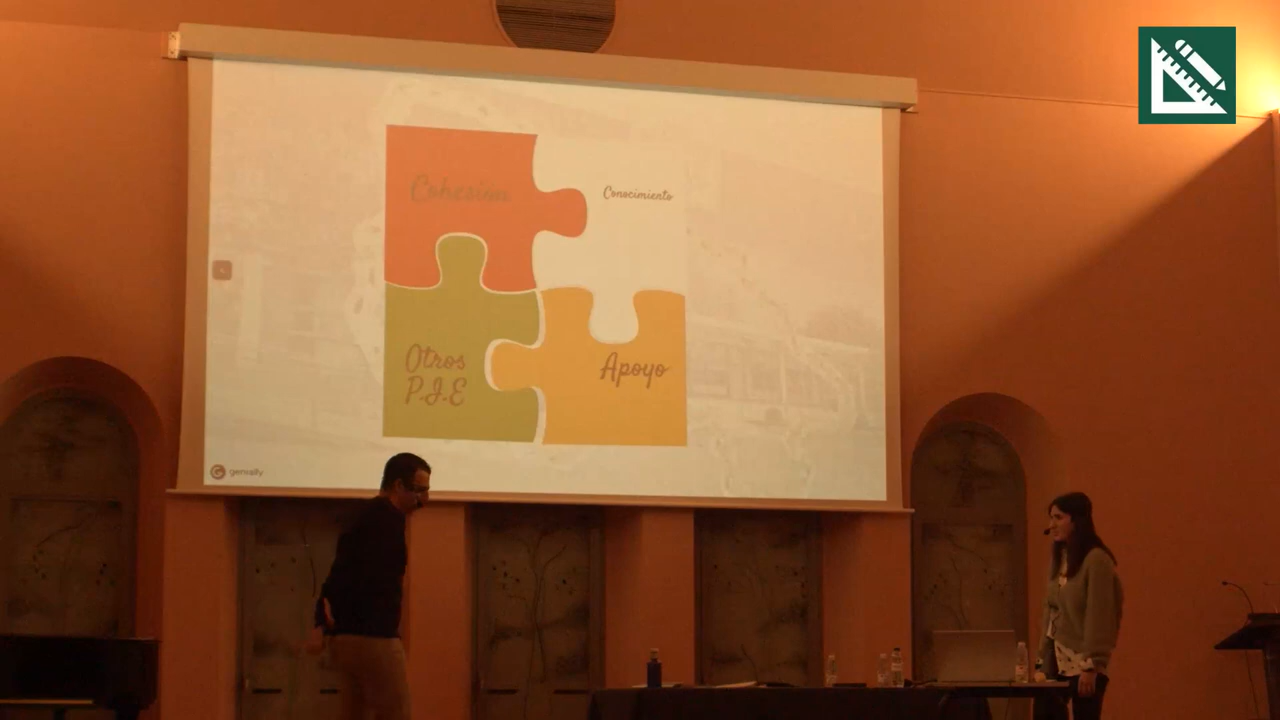 Cohesión
Conocimiento
Otros
P.I.E
Apoyo
genially